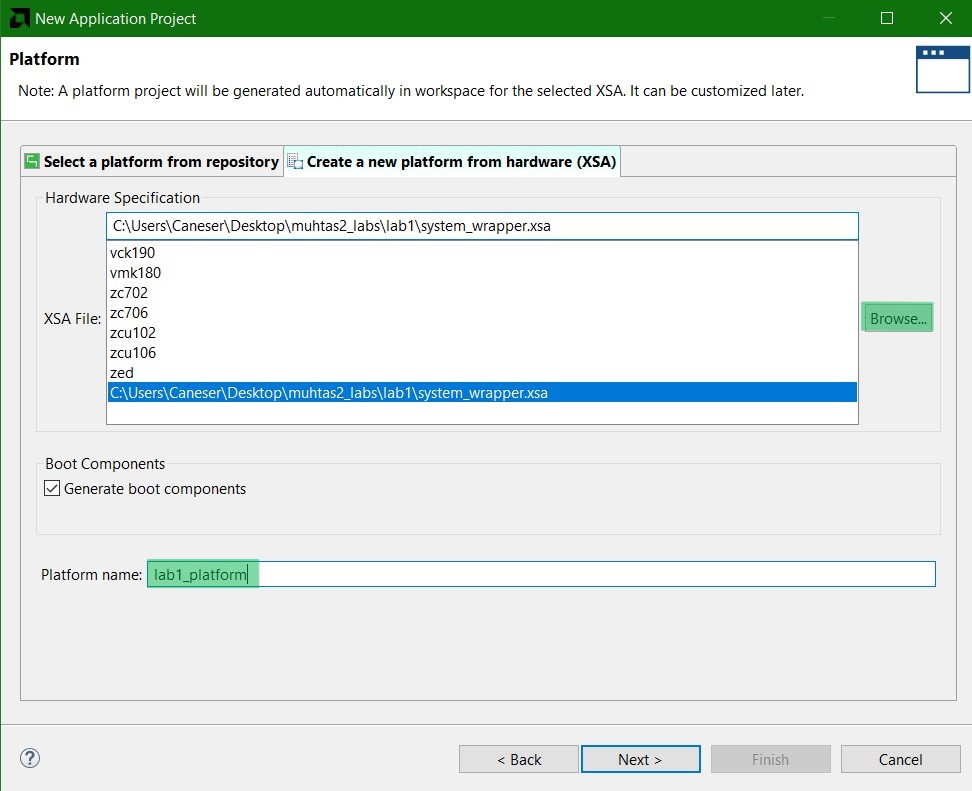 New Application Project
Platform
Note: A platform project will be generated automatically in workspace for the selected XSA. It can be customized later.
Select a platform from repository
Create a new platform from hardware (XSA)
Hardware Specification
C:\Users\Caneser\Desktop\muhtas2_labs\lab1\system_wrapper.xsa
vck190
vmk180
zc702
zc706
XSA File:
Browse...
zcu102
zcu106
zed
C:\Users\Caneser\Desktop\muhtas2_labs\lab1\system_wrapper.xsa
Boot Components
Generate boot components
Platform name: lab1_platform
?
< Back
Next >
Finish
Cancel